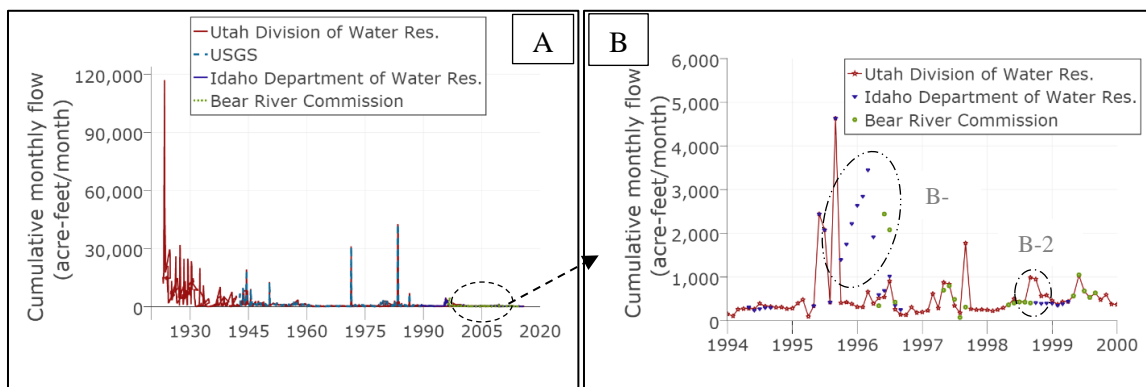 A
Utah Division of Water Res.
USGS
Idaho Department of Water Res.
Bear River Commission
Cumulative monthly flow
(acre-feet/month)
120,000
90,000
60,000
30,000
0
1930
1945
1960
1975
1990
2005
2020
B
Utah Division of Water Res.
Idaho Department of Water Res.
Bear River Commission
Cumulative monthly flow
(acre-feet/month)
6,000
5,000
4,000
3,000
2,000
1,000
0
B-
B-2
1994
1995
1996
1997
1998
1999
2000